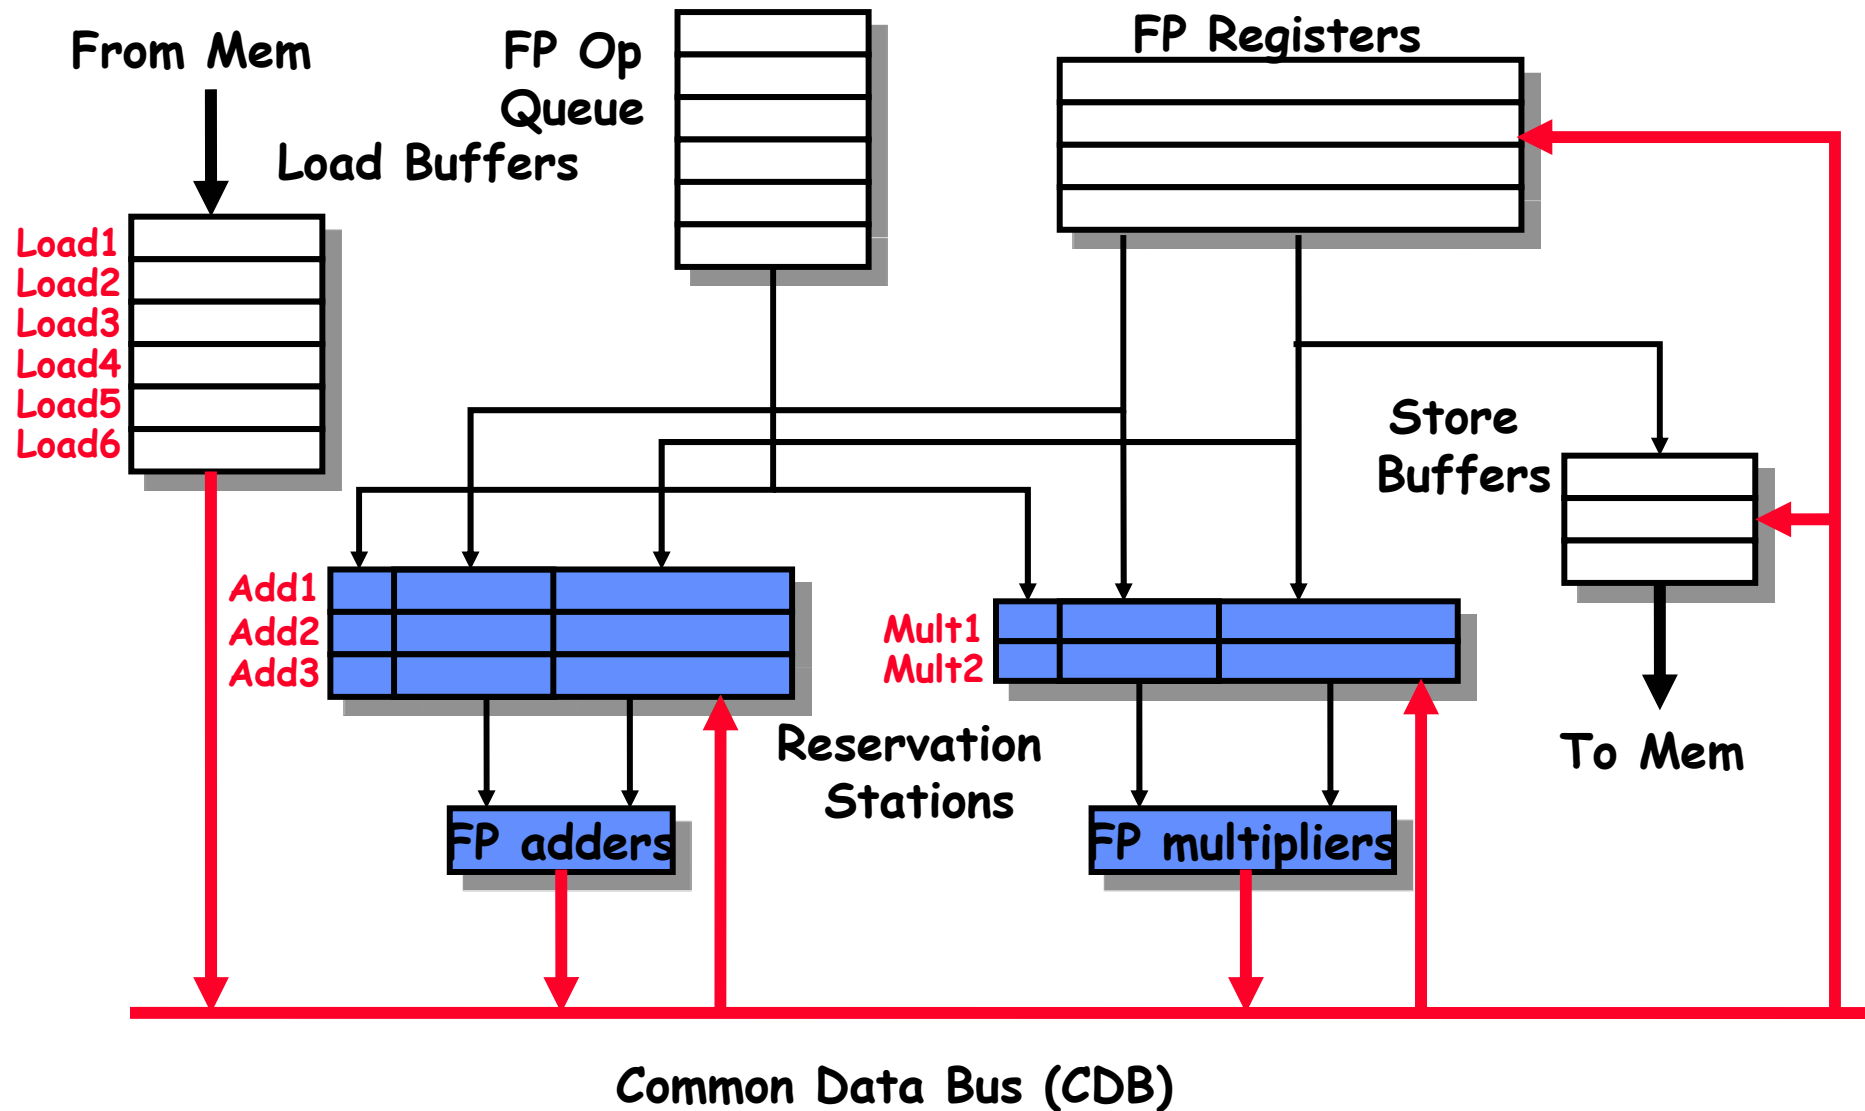 From Mem
FP Op
Queue
FP Registers
Load Buffers
Load1
Load2
Load3
Load4
Load5
Load6
Store
Buffers
Add1
Add2
Add3
Mult1
Mult2
Reservation
Stations
To Mem
FP adders
FP multipliers
Common Data Bus (CDB)